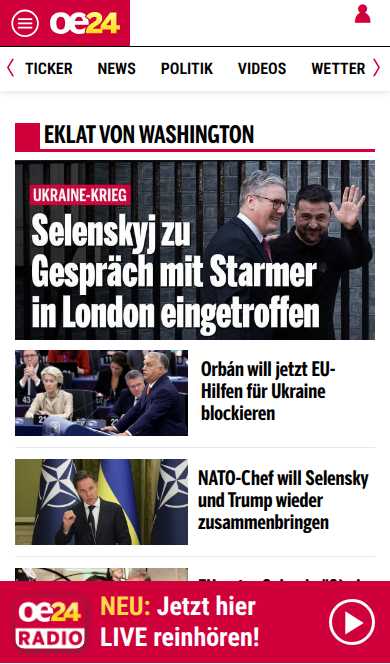 oe24
TICKER NEWS POLITIK VIDEOS WETTER
EKLAT VON WASHINGTON
UKRAINE-KRIEG
Selenskyj zu
Gespräch mit Starmer
in London eingetroffen
Orbán will jetzt EU-
Hilfen für Ukraine
blockieren
NATO-Chef will Selensky
und Trump wieder
zusammenbringen
oe24
RADIO
NEU: Jetzt hier
LIVE reinhören!